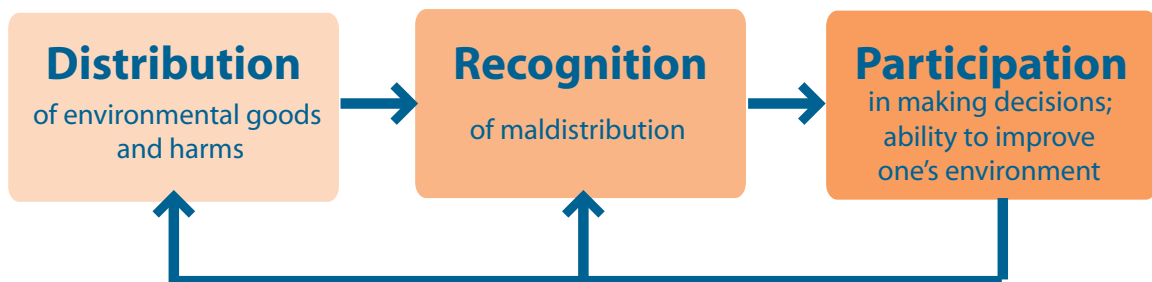 Distribution
of environmental goods
and harms
Recognition
of maldistribution
Participation
in making decisions;
ability to improve
one's environment